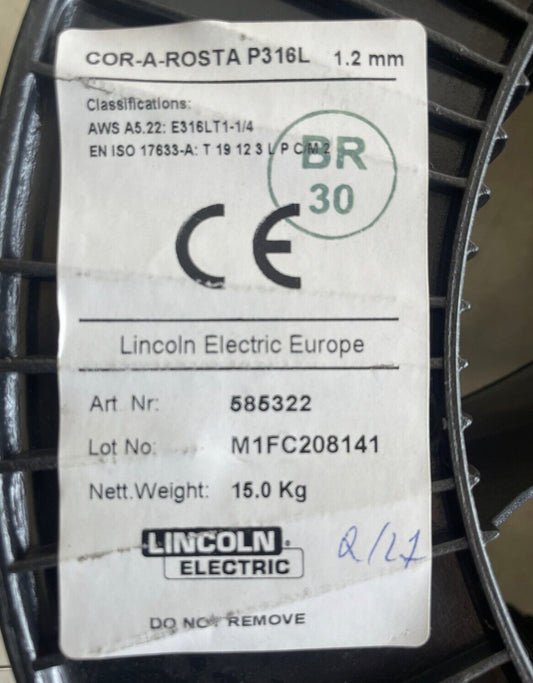 COR-A-ROSTA P316L 1.2 mm
Classifications:
AWS A5.22: E316LT1-1/4
EN ISO 17633-A: T 19 12 3 L P C/M 2
BR
30
CE
Lincoln Electric Europe
Art. Nr: 585322
Lot No: M1FC208141
Nett.Weight: 15.0 Kg
LINCOLN
ELECTRIC
DO NOT REMOVE